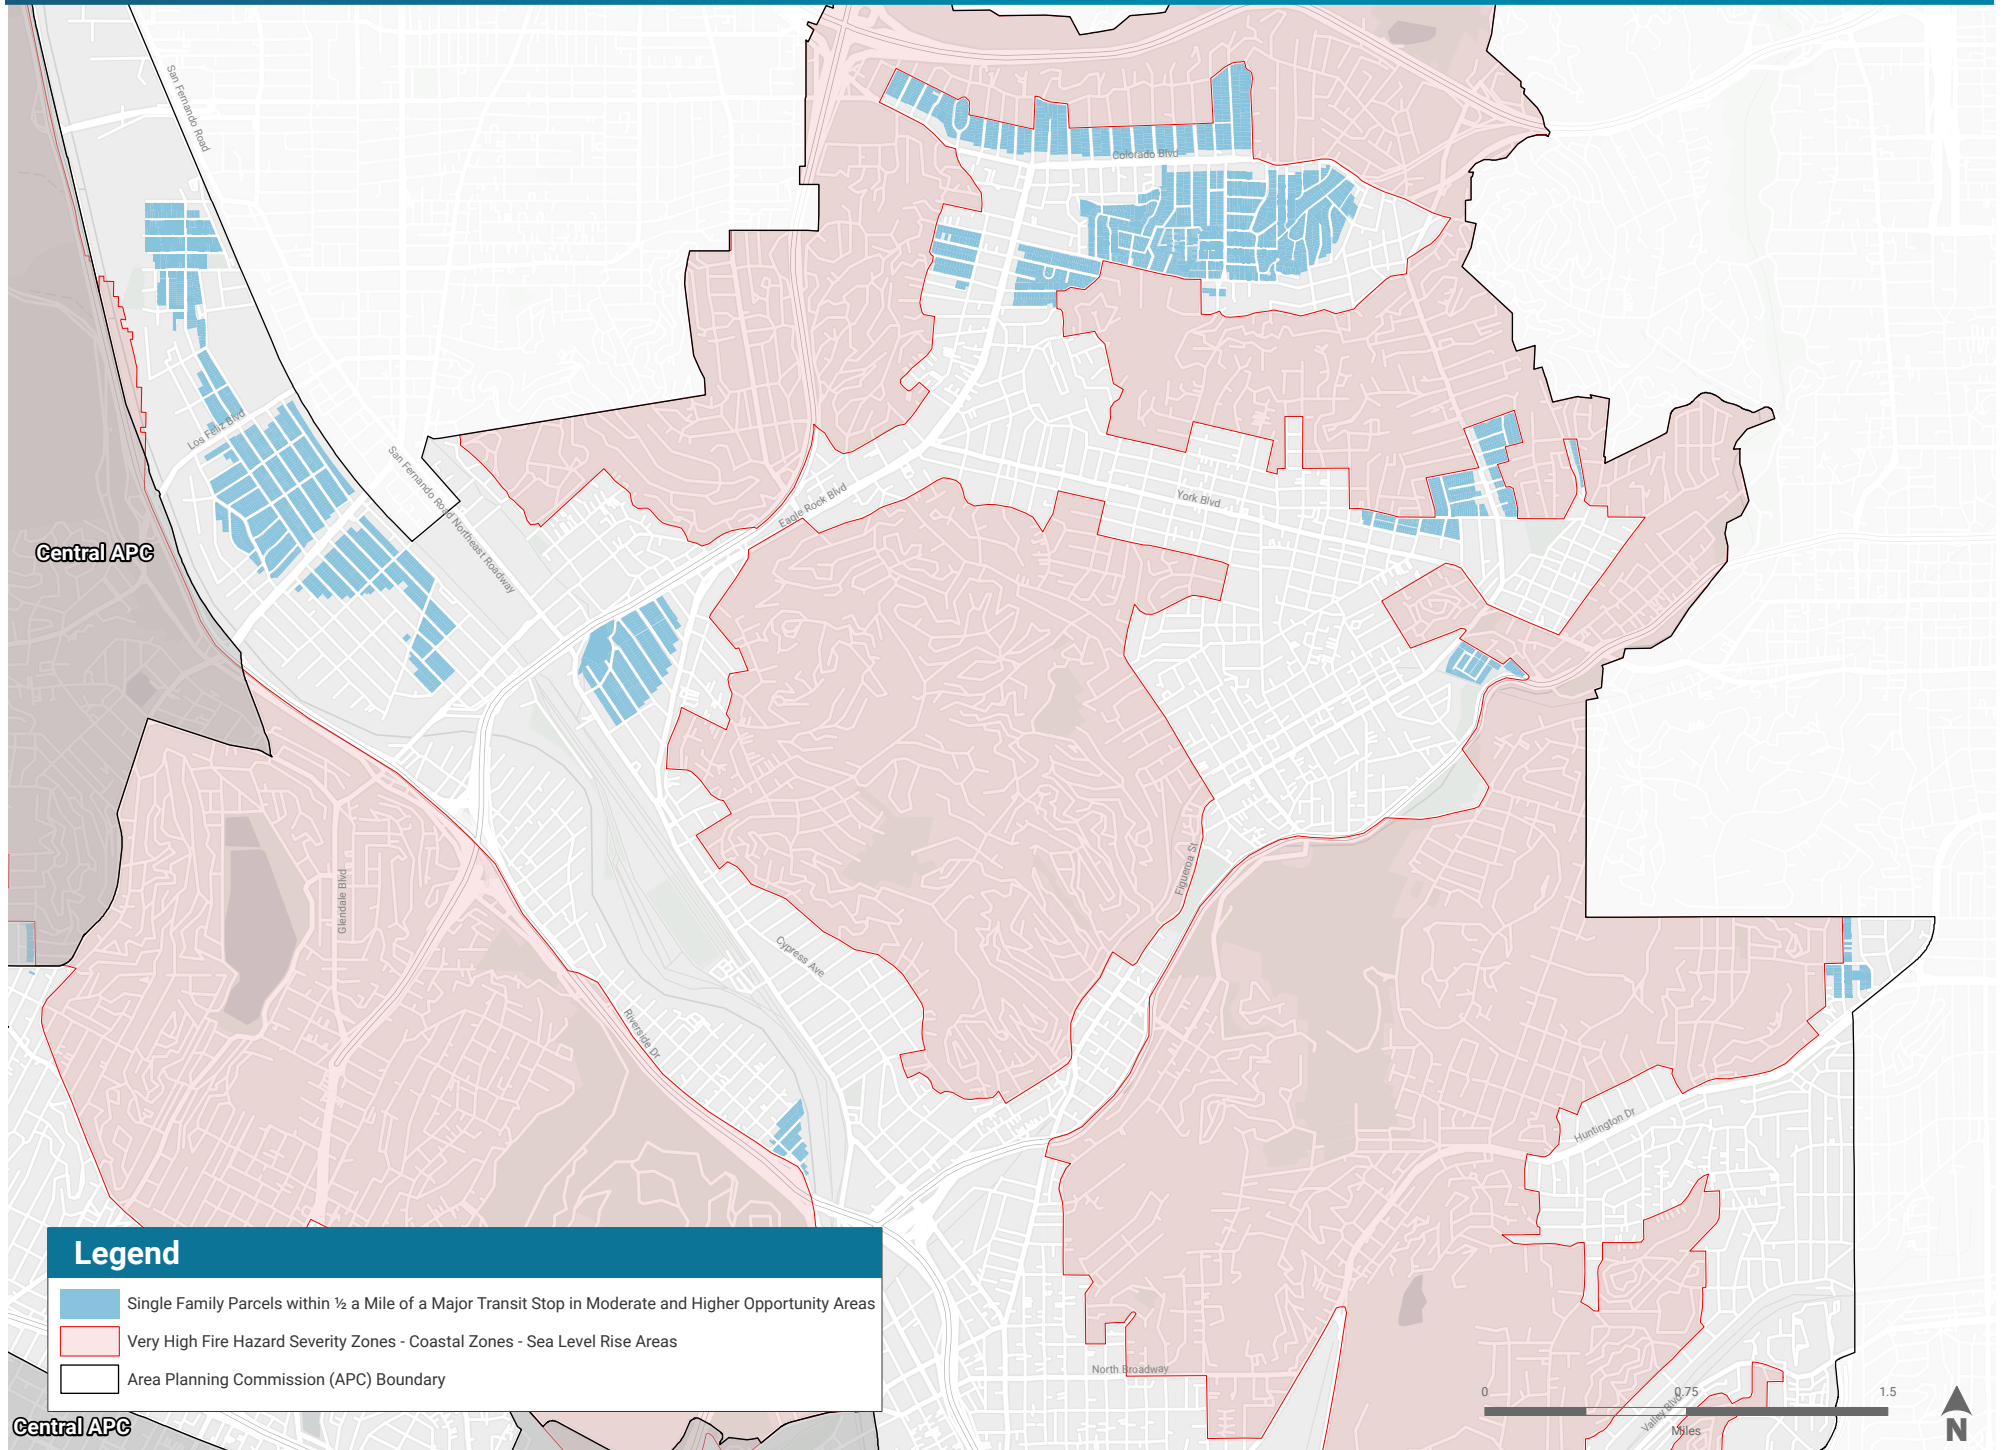 San Fernando Road
Colorado Blvd
Los Feliz Blvd
San Fernando Road Northeast Roadway
Eagle Rock Blvd
York Blvd
Central APC
Figueroa St
Glendale Blvd
Cypress Ave
Riverside Dr
Huntington Dr
Legend
Single Family Parcels within ½ a Mile of a Major Transit Stop in Moderate and Higher Opportunity Areas
Very High Fire Hazard Severity Zones - Coastal Zones - Sea Level Rise Areas
Area Planning Commission (APC) Boundary
North Broadway
Central APC
0 0.75 1.5
Valley Blvd
Miles
N